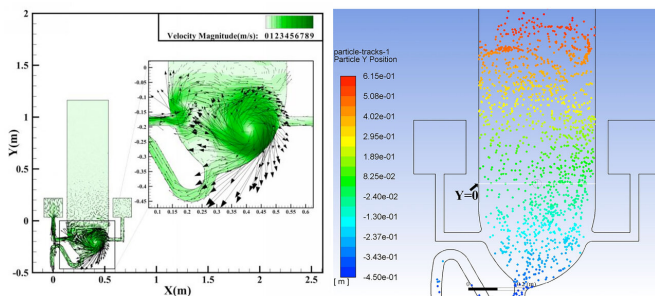 Velocity Magnitude(m/s): 0123456789
2
1.5
1
0.5
0
-0.5
Y(m)
0
-0.05
-0.1
-0.15
-0.2
-0.25
-0.3
-0.35
-0.4
-0.45
0.1 0.15 0.2 0.25 0.3 0.35 0.4 0.45 0.5 0.55 0.6
0 0.5 1 1.5 2 2.5
X(m)
particle-tracks-1
Particle Y Position
6.15e-01
5.08e-01
4.02e-01
2.95e-01
1.89e-01
8.25e-02
-2.40e-02
-1.30e-01
-2.37e-01
-3.43e-01
-4.50e-01
[ m ]
Y=0